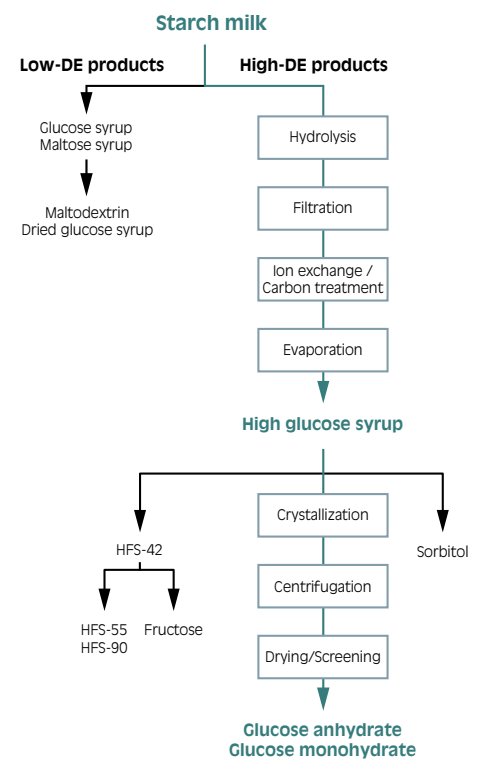 Starch milk
Low-DE products
High-DE products
Glucose syrup
Maltose syrup
Maltodextrin
Dried glucose syrup
Hydrolysis
Filtration
Ion exchange /
Carbon treatment
Evaporation
High glucose syrup
Crystallization
HFS-42
Sorbitol
Centrifugation
HFS-55
HFS-90
Fructose
Drying/Screening
Glucose anhydrate
Glucose monohydrate